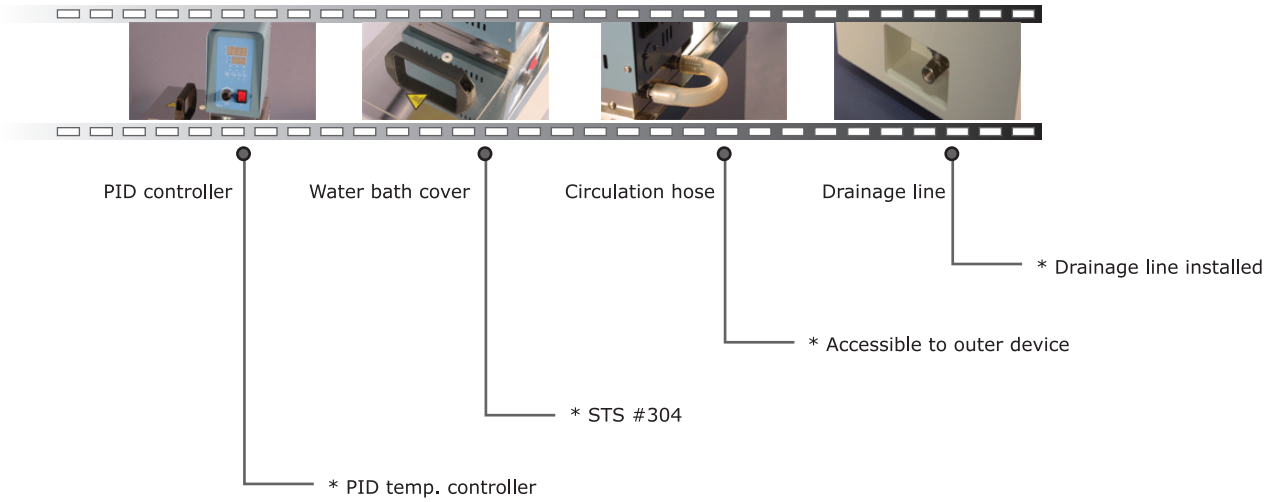 PID controller
Water bath cover
Circulation hose
Drainage line
* Drainage line installed
* Accessible to outer device
* STS #304
* PID temp. controller